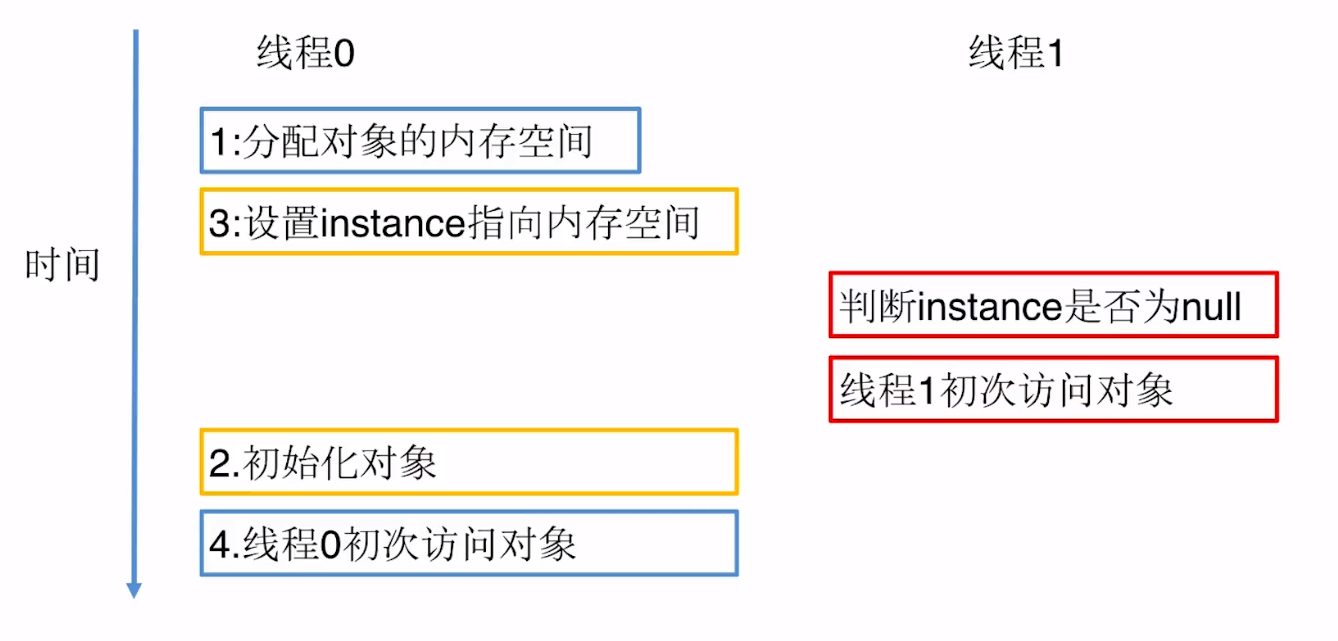 线程0
线程1
1:分配对象的内存空间
3:设置instance指向内存空间
时间
判断instance是否为null
线程1初次访问对象
2.初始化对象
4.线程0初次访问对象